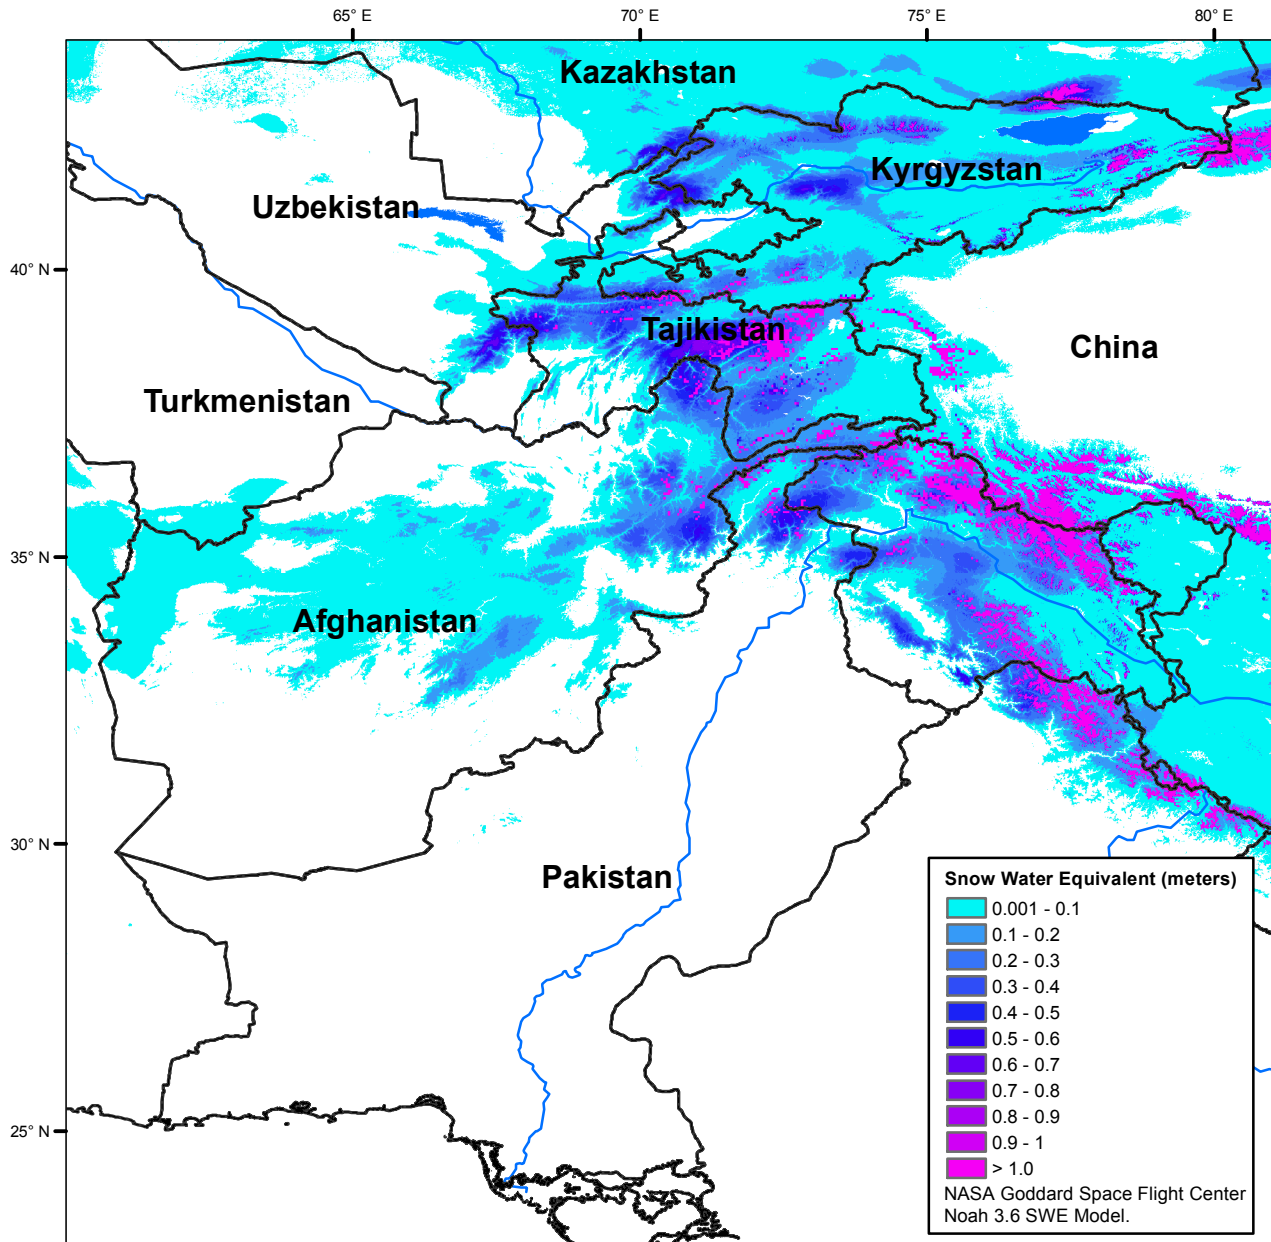 65° E
70° E
75° E
80° E
Kazakhstan
Kyrgyzstan
Uzbekistan
40° N
Tajikistan
China
Turkmenistan
35° N
Afghanistan
30° N
Pakistan
25° N
Snow Water Equivalent (meters)
0.001 - 0.1
0.1 - 0.2
0.2 - 0.3
0.3 - 0.4
0.4 - 0.5
0.5 - 0.6
0.6 - 0.7
0.7 - 0.8
0.8 - 0.9
0.9 - 1
> 1.0
NASA Goddard Space Flight Center
Noah 3.6 SWE Model.